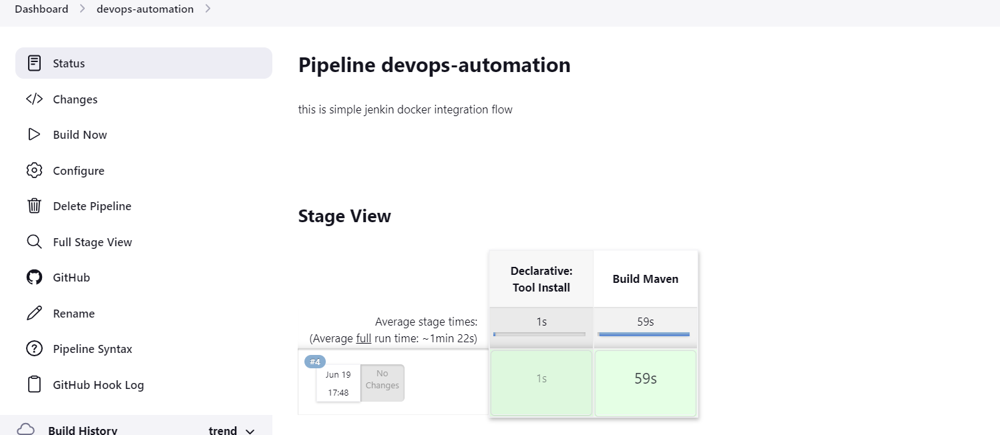 Dashboard > devops-automation >
Status
Changes
Build Now
Configure
Delete Pipeline
Full Stage View
GitHub
Rename
Pipeline Syntax
GitHub Hook Log
Build History trend
Pipeline devops-automation
this is simple jenkin docker integration flow
Stage View
Declarative:
Tool Install
Build Maven
Average stage times:
(Average full run time: ~1min 22s)
1s
59s
#4
Jun 19
17:48
No
Changes
1s
59s